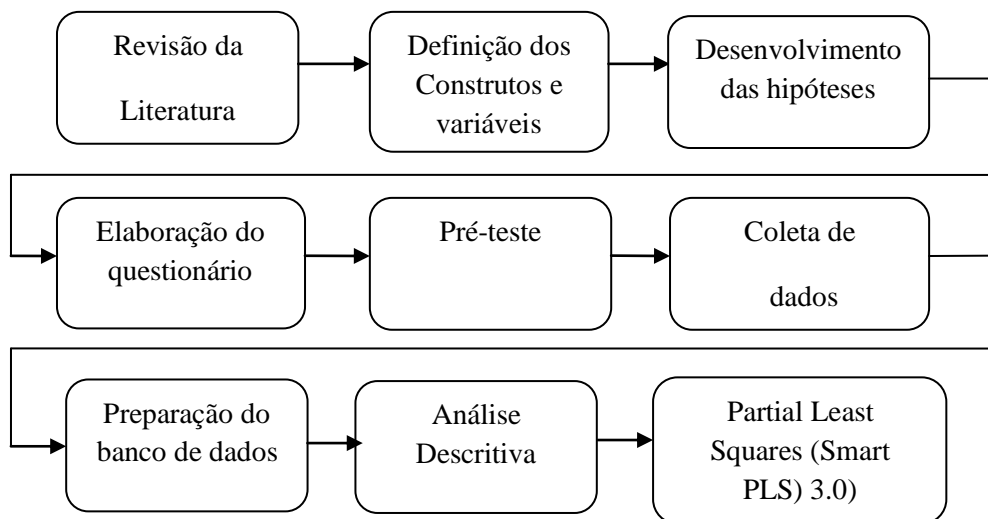 Revisão da
Literatura
Definição dos
Construtos e
variáveis
Desenvolvimento
das hipóteses
Elaboração do
questionário
Pré-teste
Coleta de
dados
Preparação do
banco de dados
Análise
Descritiva
Partial Least
Squares (Smart
PLS) 3.0)